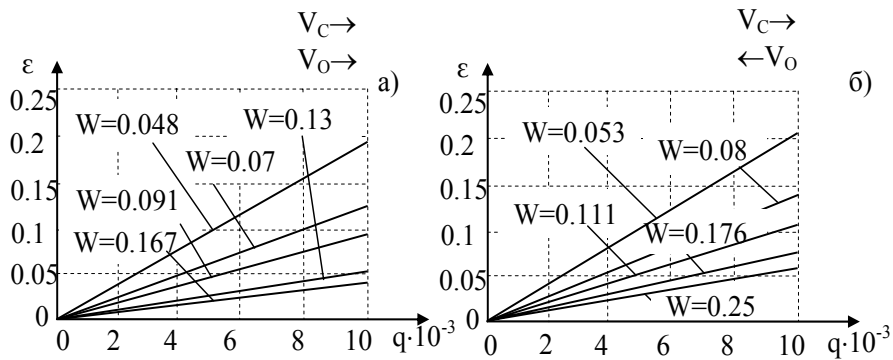 V_C→
V_O→
ε
а)
0.25
0.2
0.15
0.1
0.05
0
W=0.048
W=0.13
W=0.07
W=0.091
W=0.167
0 2 4 6 8 10 q·10⁻³
V_C→
←V_O
ε
б)
0.25
0.2
0.15
0.1
0.05
0
W=0.053
W=0.08
W=0.111
W=0.176
W=0.25
0 2 4 6 8 10 q·10⁻³